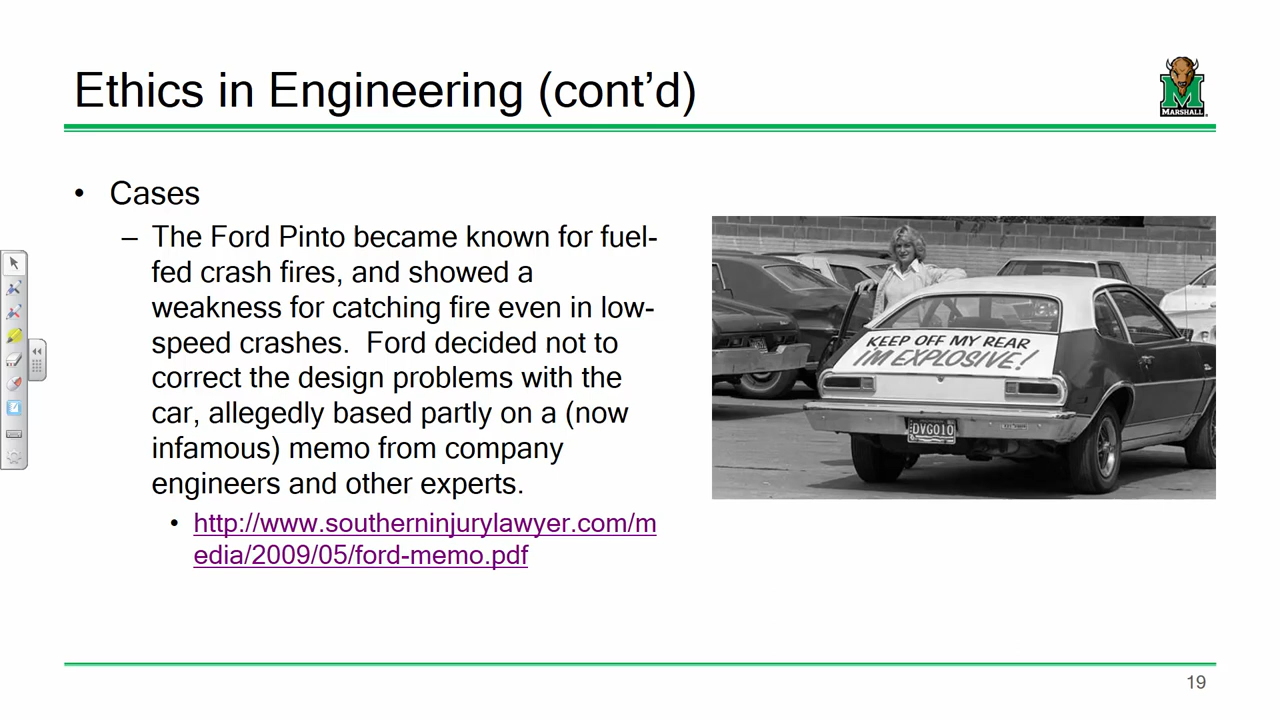 Ethics in Engineering (cont’d)
MARSHALL
• Cases
– The Ford Pinto became known for fuel-
fed crash fires, and showed a
weakness for catching fire even in low-
speed crashes. Ford decided not to
correct the design problems with the
car, allegedly based partly on a (now
infamous) memo from company
engineers and other experts.
• http://www.southerninjurylawyer.com/m
edia/2009/05/ford-memo.pdf
KEEP OFF MY REAR
I'M EXPLOSIVE!
DVG010
19